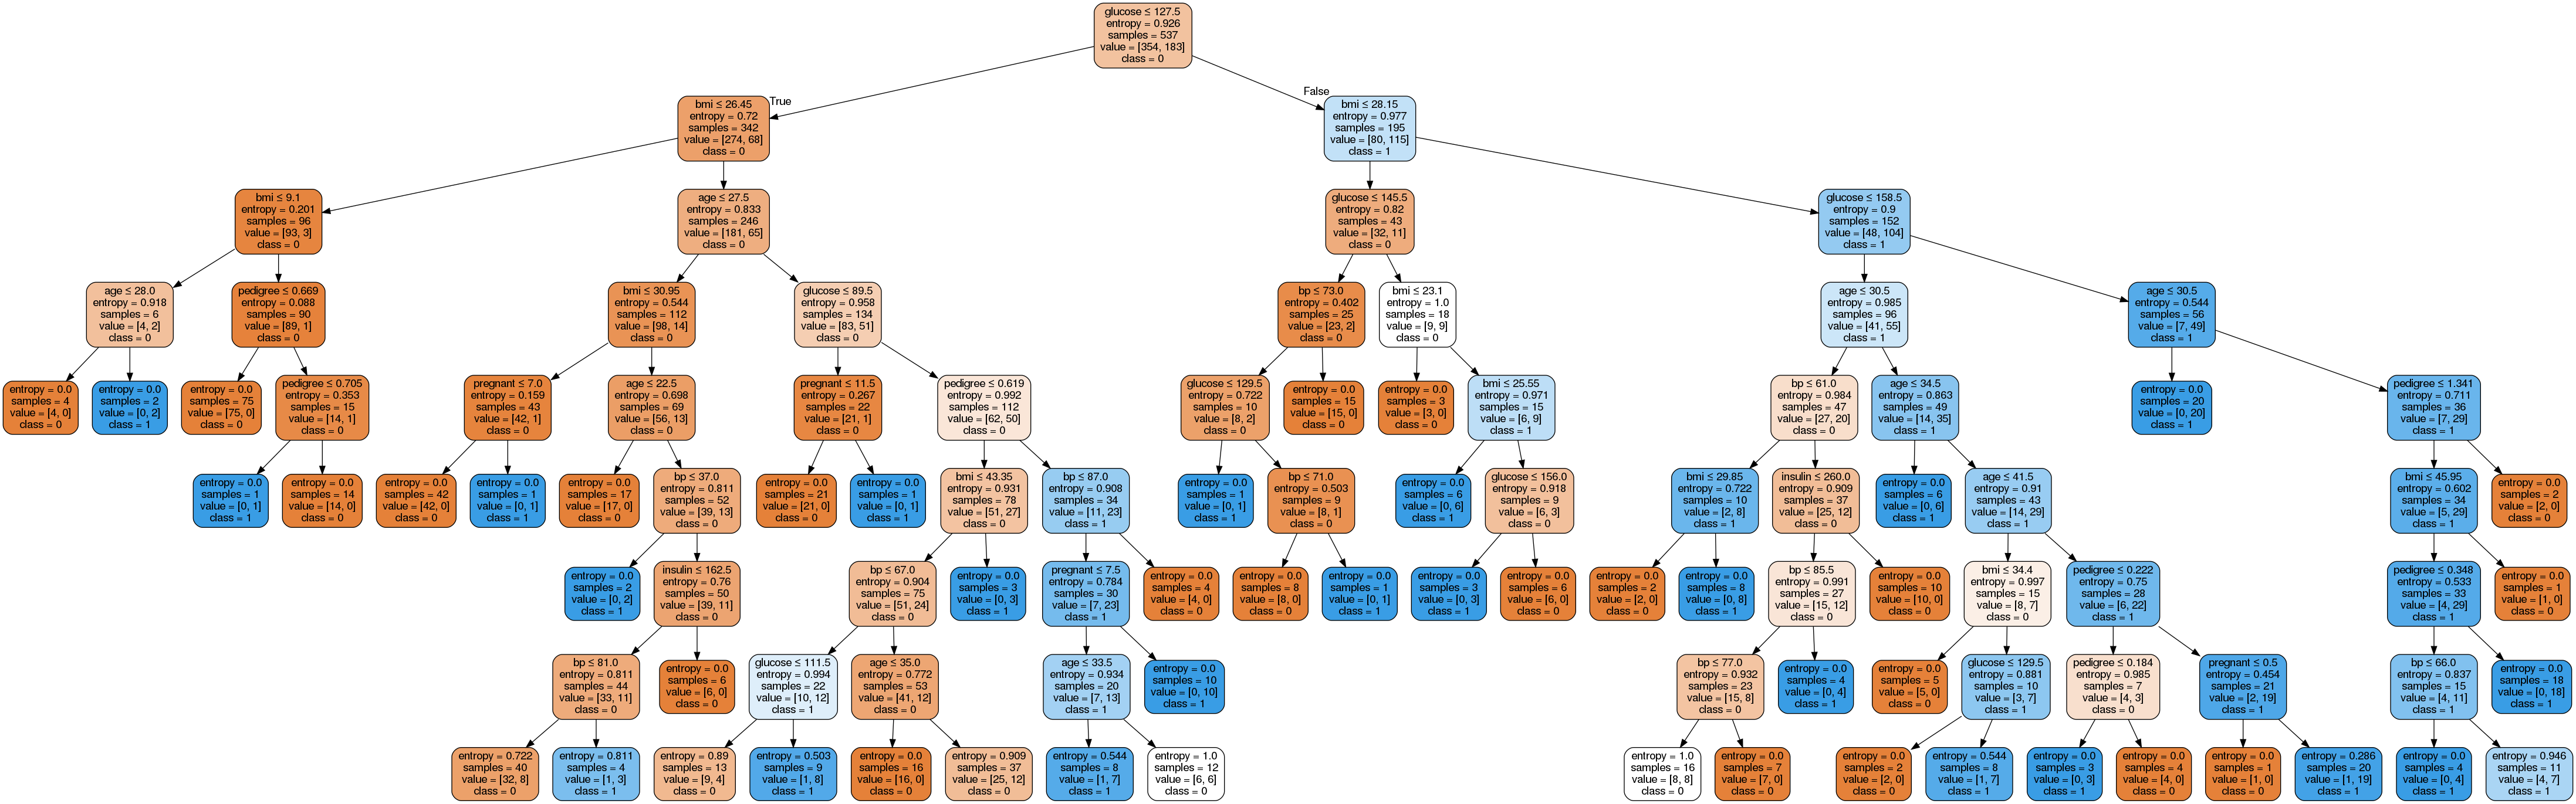 glucose ≤ 127.5
entropy = 0.926
samples = 537
value = [354, 183]
class = 0
True
False
bmi ≤ 26.45
entropy = 0.72
samples = 342
value = [274, 68]
class = 0
bmi ≤ 28.15
entropy = 0.977
samples = 195
value = [80, 115]
class = 1
bmi ≤ 9.1
entropy = 0.201
samples = 96
value = [93, 3]
class = 0
age ≤ 27.5
entropy = 0.833
samples = 246
value = [181, 65]
class = 0
glucose ≤ 145.5
entropy = 0.82
samples = 43
value = [32, 11]
class = 0
glucose ≤ 158.5
entropy = 0.9
samples = 152
value = [48, 104]
class = 1
age ≤ 28.0
entropy = 0.918
samples = 6
value = [4, 2]
class = 0
pedigree ≤ 0.669
entropy = 0.088
samples = 90
value = [89, 1]
class = 0
bmi ≤ 30.95
entropy = 0.544
samples = 112
value = [98, 14]
class = 0
glucose ≤ 89.5
entropy = 0.958
samples = 134
value = [83, 51]
class = 0
bp ≤ 73.0
entropy = 0.402
samples = 25
value = [23, 2]
class = 0
bmi ≤ 23.1
entropy = 1.0
samples = 18
value = [9, 9]
class = 0
age ≤ 30.5
entropy = 0.985
samples = 96
value = [41, 55]
class = 1
age ≤ 30.5
entropy = 0.544
samples = 56
value = [7, 49]
class = 1
entropy = 0.0
samples = 4
value = [4, 0]
class = 0
entropy = 0.0
samples = 2
value = [0, 2]
class = 1
entropy = 0.0
samples = 75
value = [75, 0]
class = 0
pedigree ≤ 0.705
entropy = 0.353
samples = 15
value = [14, 1]
class = 0
pregnant ≤ 7.0
entropy = 0.159
samples = 43
value = [42, 1]
class = 0
age ≤ 22.5
entropy = 0.698
samples = 69
value = [56, 13]
class = 0
pregnant ≤ 11.5
entropy = 0.267
samples = 22
value = [21, 1]
class = 0
pedigree ≤ 0.619
entropy = 0.992
samples = 112
value = [62, 50]
class = 0
glucose ≤ 129.5
entropy = 0.722
samples = 10
value = [8, 2]
class = 0
entropy = 0.0
samples = 15
value = [15, 0]
class = 0
entropy = 0.0
samples = 3
value = [3, 0]
class = 0
bmi ≤ 25.55
entropy = 0.971
samples = 15
value = [6, 9]
class = 1
bp ≤ 61.0
entropy = 0.984
samples = 47
value = [27, 20]
class = 0
age ≤ 34.5
entropy = 0.863
samples = 49
value = [14, 35]
class = 1
entropy = 0.0
samples = 20
value = [0, 20]
class = 1
pedigree ≤ 1.341
entropy = 0.711
samples = 36
value = [7, 29]
class = 1
entropy = 0.0
samples = 1
value = [0, 1]
class = 1
entropy = 0.0
samples = 14
value = [14, 0]
class = 0
entropy = 0.0
samples = 42
value = [42, 0]
class = 0
entropy = 0.0
samples = 1
value = [0, 1]
class = 1
entropy = 0.0
samples = 17
value = [17, 0]
class = 0
bp ≤ 37.0
entropy = 0.811
samples = 52
value = [39, 13]
class = 0
entropy = 0.0
samples = 21
value = [21, 0]
class = 0
entropy = 0.0
samples = 1
value = [0, 1]
class = 1
bmi ≤ 43.35
entropy = 0.931
samples = 78
value = [51, 27]
class = 0
bp ≤ 87.0
entropy = 0.908
samples = 34
value = [11, 23]
class = 1
entropy = 0.0
samples = 1
value = [0, 1]
class = 1
bp ≤ 71.0
entropy = 0.503
samples = 9
value = [8, 1]
class = 0
entropy = 0.0
samples = 6
value = [0, 6]
class = 1
glucose ≤ 156.0
entropy = 0.918
samples = 9
value = [6, 3]
class = 0
bmi ≤ 29.85
entropy = 0.722
samples = 10
value = [2, 8]
class = 1
insulin ≤ 260.0
entropy = 0.909
samples = 37
value = [25, 12]
class = 0
entropy = 0.0
samples = 6
value = [0, 6]
class = 1
age ≤ 41.5
entropy = 0.91
samples = 43
value = [14, 29]
class = 1
bmi ≤ 45.95
entropy = 0.602
samples = 34
value = [5, 29]
class = 1
entropy = 0.0
samples = 2
value = [2, 0]
class = 0
entropy = 0.0
samples = 2
value = [0, 2]
class = 1
insulin ≤ 162.5
entropy = 0.76
samples = 50
value = [39, 11]
class = 0
bp ≤ 67.0
entropy = 0.904
samples = 75
value = [51, 24]
class = 0
entropy = 0.0
samples = 3
value = [0, 3]
class = 1
pregnant ≤ 7.5
entropy = 0.784
samples = 30
value = [7, 23]
class = 1
entropy = 0.0
samples = 4
value = [4, 0]
class = 0
entropy = 0.0
samples = 8
value = [8, 0]
class = 0
entropy = 0.0
samples = 1
value = [0, 1]
class = 1
entropy = 0.0
samples = 3
value = [0, 3]
class = 1
entropy = 0.0
samples = 6
value = [6, 0]
class = 0
entropy = 0.0
samples = 2
value = [2, 0]
class = 0
entropy = 0.0
samples = 8
value = [0, 8]
class = 1
bp ≤ 85.5
entropy = 0.991
samples = 27
value = [15, 12]
class = 0
entropy = 0.0
samples = 10
value = [10, 0]
class = 0
bmi ≤ 34.4
entropy = 0.997
samples = 15
value = [8, 7]
class = 0
pedigree ≤ 0.222
entropy = 0.75
samples = 28
value = [6, 22]
class = 1
pedigree ≤ 0.348
entropy = 0.533
samples = 33
value = [4, 29]
class = 1
entropy = 0.0
samples = 1
value = [1, 0]
class = 0
bp ≤ 81.0
entropy = 0.811
samples = 44
value = [33, 11]
class = 0
entropy = 0.0
samples = 6
value = [6, 0]
class = 0
glucose ≤ 111.5
entropy = 0.994
samples = 22
value = [10, 12]
class = 1
age ≤ 35.0
entropy = 0.772
samples = 53
value = [41, 12]
class = 0
age ≤ 33.5
entropy = 0.934
samples = 20
value = [7, 13]
class = 1
entropy = 0.0
samples = 10
value = [0, 10]
class = 1
bp ≤ 77.0
entropy = 0.932
samples = 23
value = [15, 8]
class = 0
entropy = 0.0
samples = 4
value = [0, 4]
class = 1
entropy = 0.0
samples = 5
value = [5, 0]
class = 0
glucose ≤ 129.5
entropy = 0.881
samples = 10
value = [3, 7]
class = 1
pedigree ≤ 0.184
entropy = 0.985
samples = 7
value = [4, 3]
class = 0
pregnant ≤ 0.5
entropy = 0.454
samples = 21
value = [2, 19]
class = 1
bp ≤ 66.0
entropy = 0.837
samples = 15
value = [4, 11]
class = 1
entropy = 0.0
samples = 18
value = [0, 18]
class = 1
entropy = 0.722
samples = 40
value = [32, 8]
class = 0
entropy = 0.811
samples = 4
value = [1, 3]
class = 1
entropy = 0.89
samples = 13
value = [9, 4]
class = 0
entropy = 0.503
samples = 9
value = [1, 8]
class = 1
entropy = 0.0
samples = 16
value = [16, 0]
class = 0
entropy = 0.909
samples = 37
value = [25, 12]
class = 0
entropy = 0.544
samples = 8
value = [1, 7]
class = 1
entropy = 1.0
samples = 12
value = [6, 6]
class = 0
entropy = 1.0
samples = 16
value = [8, 8]
class = 0
entropy = 0.0
samples = 7
value = [7, 0]
class = 0
entropy = 0.0
samples = 2
value = [2, 0]
class = 0
entropy = 0.544
samples = 8
value = [1, 7]
class = 1
entropy = 0.0
samples = 3
value = [0, 3]
class = 1
entropy = 0.0
samples = 4
value = [4, 0]
class = 0
entropy = 0.0
samples = 1
value = [1, 0]
class = 0
entropy = 0.286
samples = 20
value = [1, 19]
class = 1
entropy = 0.0
samples = 4
value = [0, 4]
class = 1
entropy = 0.946
samples = 11
value = [4, 7]
class = 1